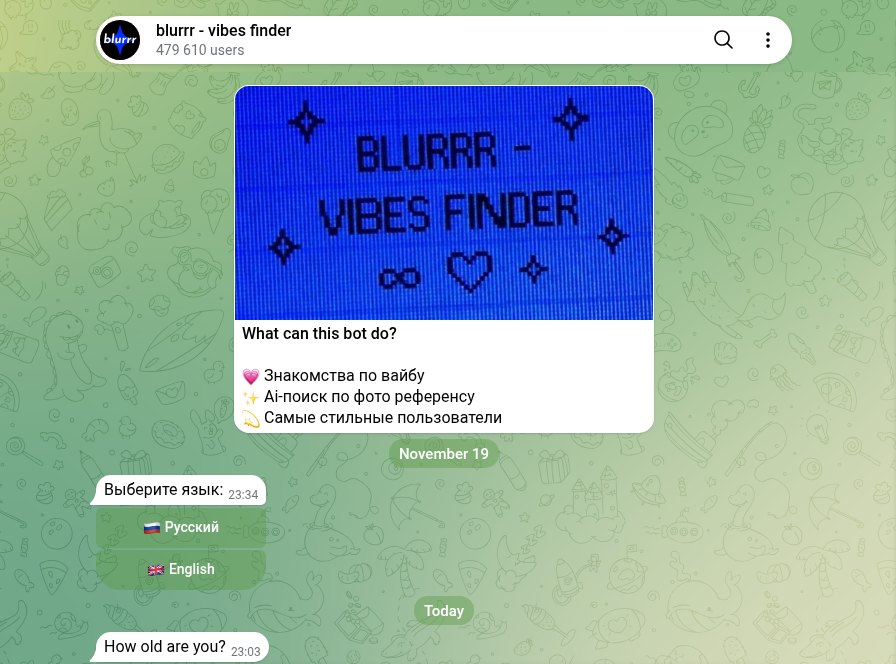 blurrr
blurrr - vibes finder
479 610 users
BLURRR -
VIBES FINDER
What can this bot do?
💗 Знакомства по вайбу
✨ Ai-поиск по фото референсу
💫 Самые стильные пользователи
November 19
Выберите язык: 23:34
🇷🇺 Русский
🇬🇧 English
Today
How old are you? 23:03